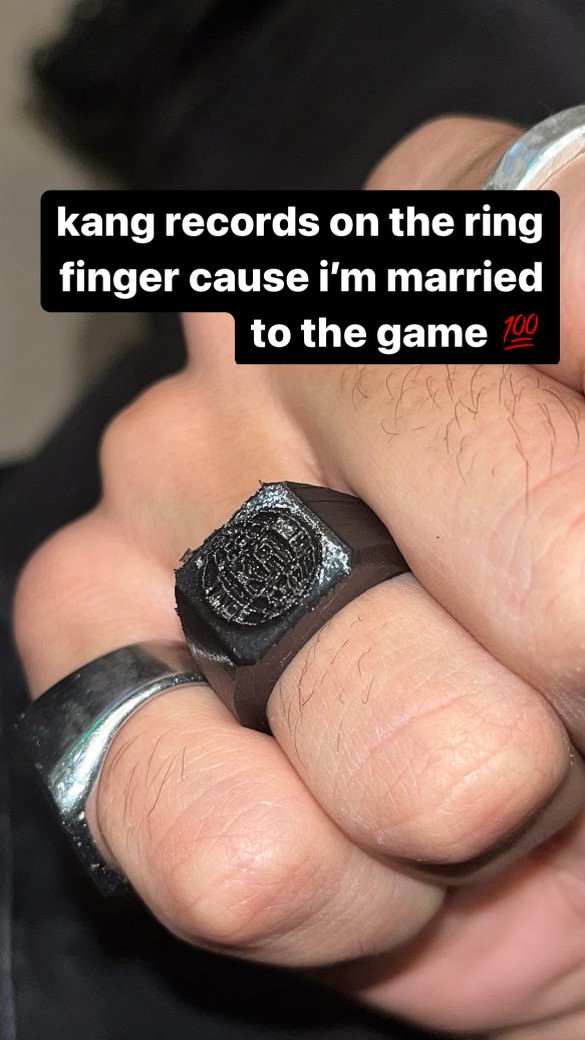 kang records on the ring
finger cause i'm married
to the game 💯